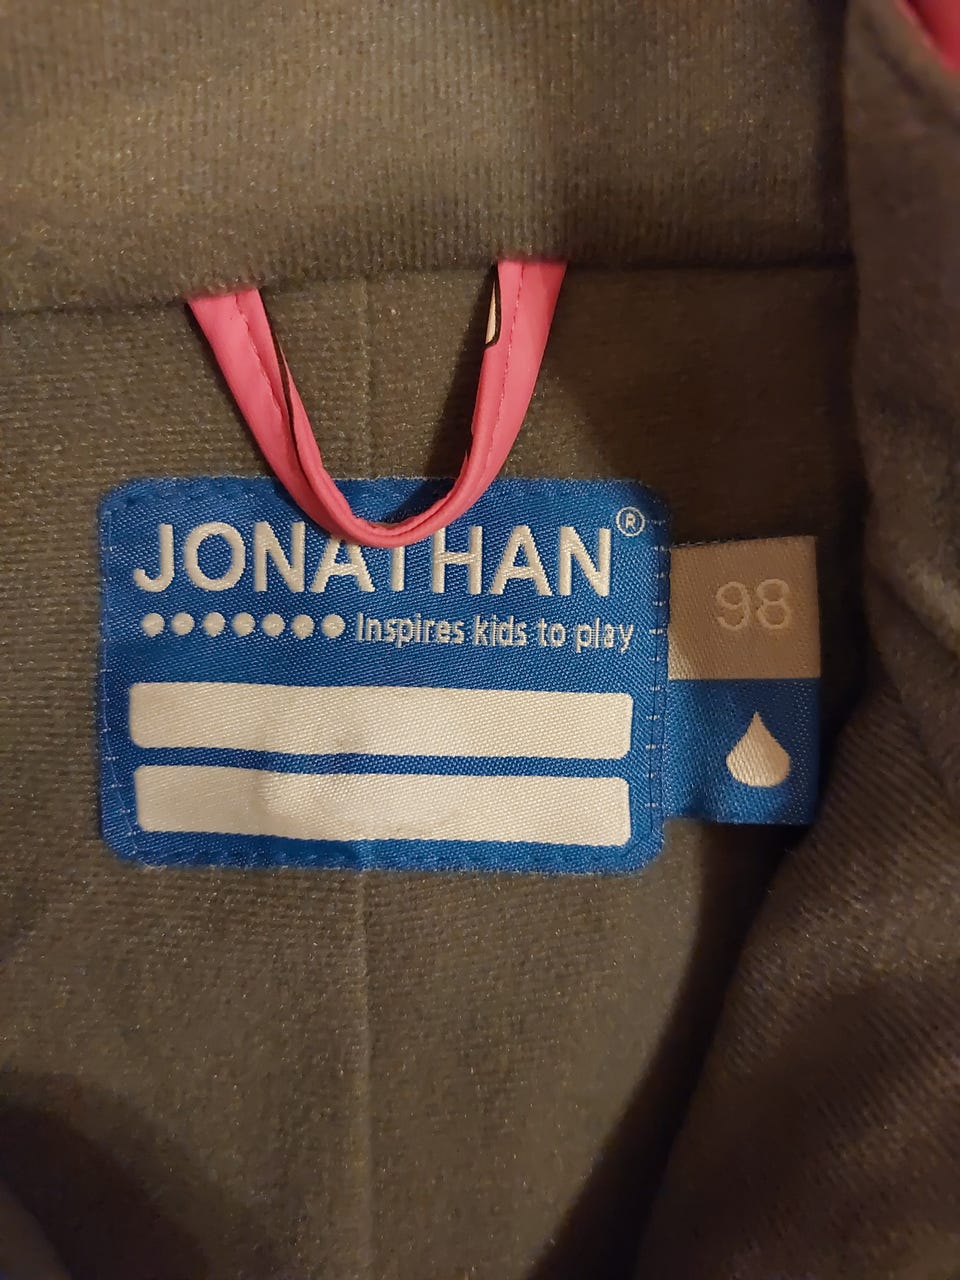 JONATHAN®
Inspires kids to play
98